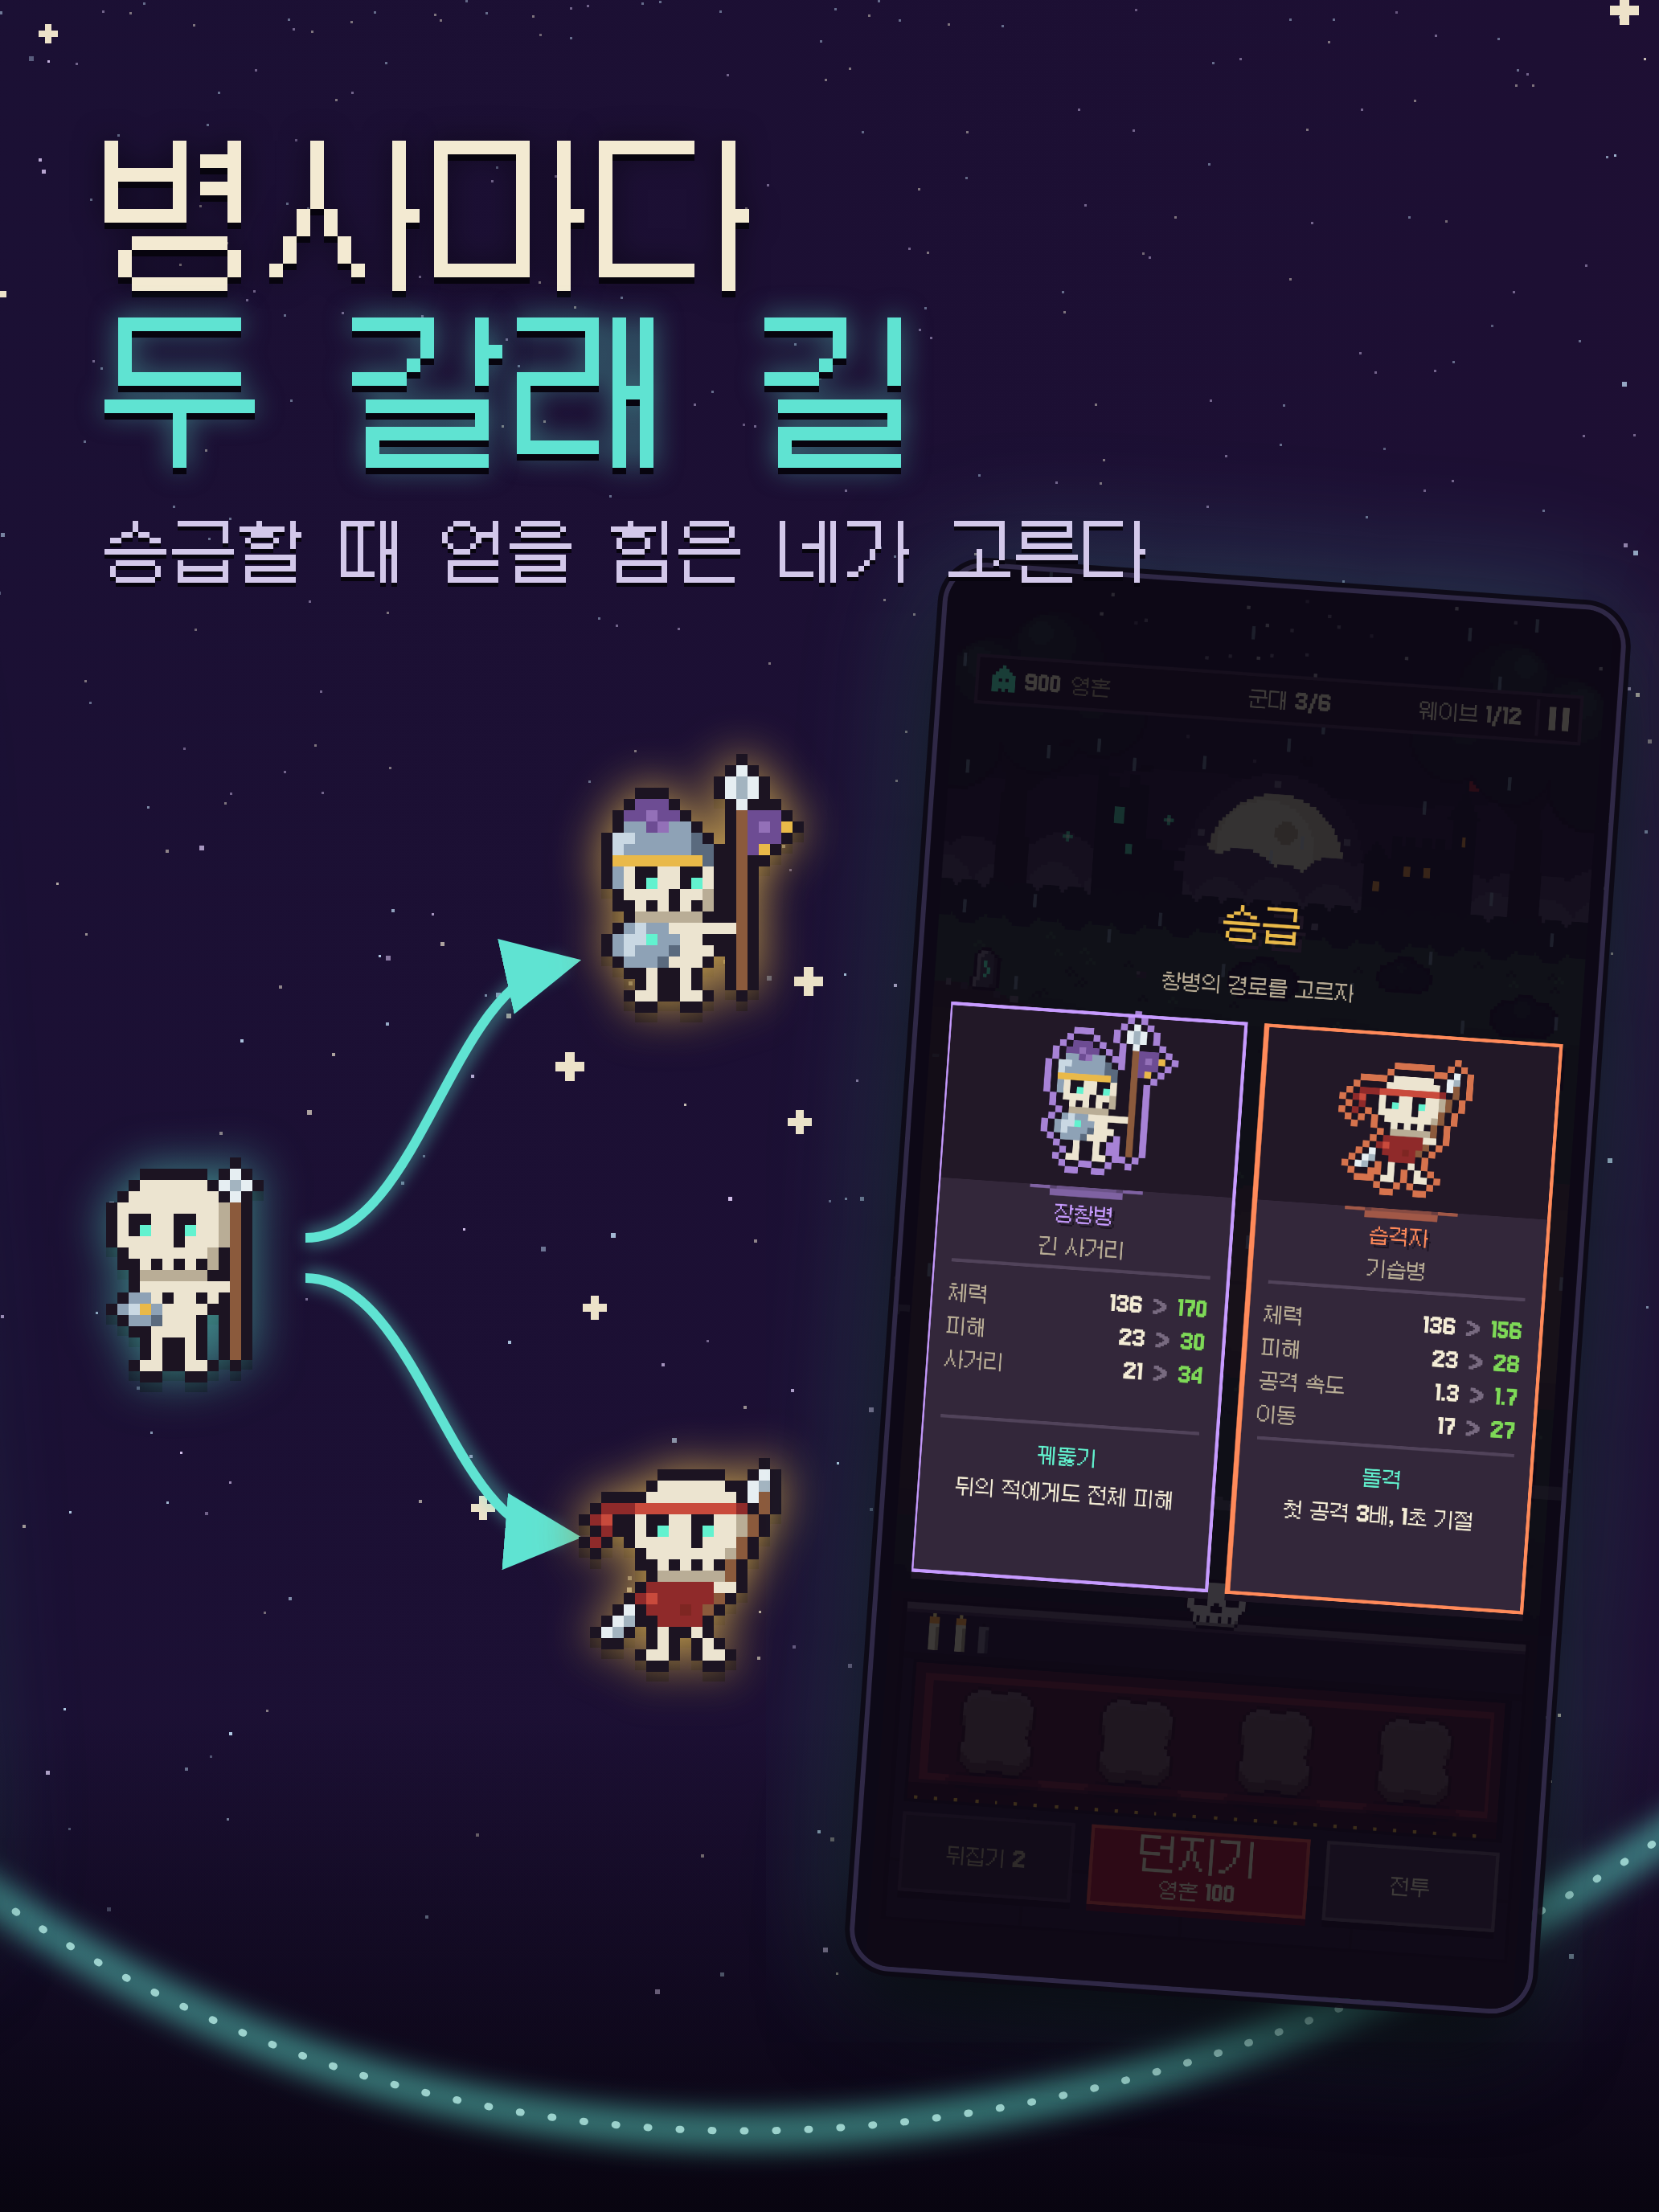 병사마다
두 갈래 길
승급할 때 얻을 힘은 네가 고른다
900 영혼
군대 3/6
웨이브 1/12
승급
창병의 경로를 고르자
장창병
긴 사거리
체력 136 > 170
피해 23 > 30
사거리 21 > 34
꿰뚫기
뒤의 적에게도 전체 피해
습격자
기습병
체력 136 > 156
피해 23 > 28
공격 속도 1.3 > 1.7
이동 17 > 27
돌격
첫 공격 3배, 1초 기절
뒤집기 2
던지기
영혼 100
전투